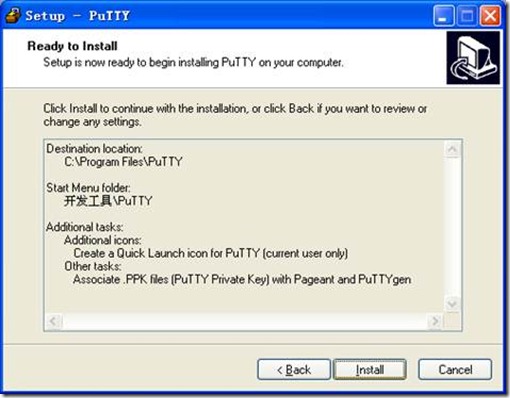 Setup - PuTTY
Ready to Install
Setup is now ready to begin installing PuTTY on your computer.
Click Install to continue with the installation, or click Back if you want to review or
change any settings.
Destination location:
C:\Program Files\PuTTY
Start Menu folder:
开发工具\PuTTY
Additional tasks:
Additional icons:
Create a Quick Launch icon for PuTTY (current user only)
Other tasks:
Associate .PPK files (PuTTY Private Key) with Pageant and PuTTYgen
< Back
Install
Cancel